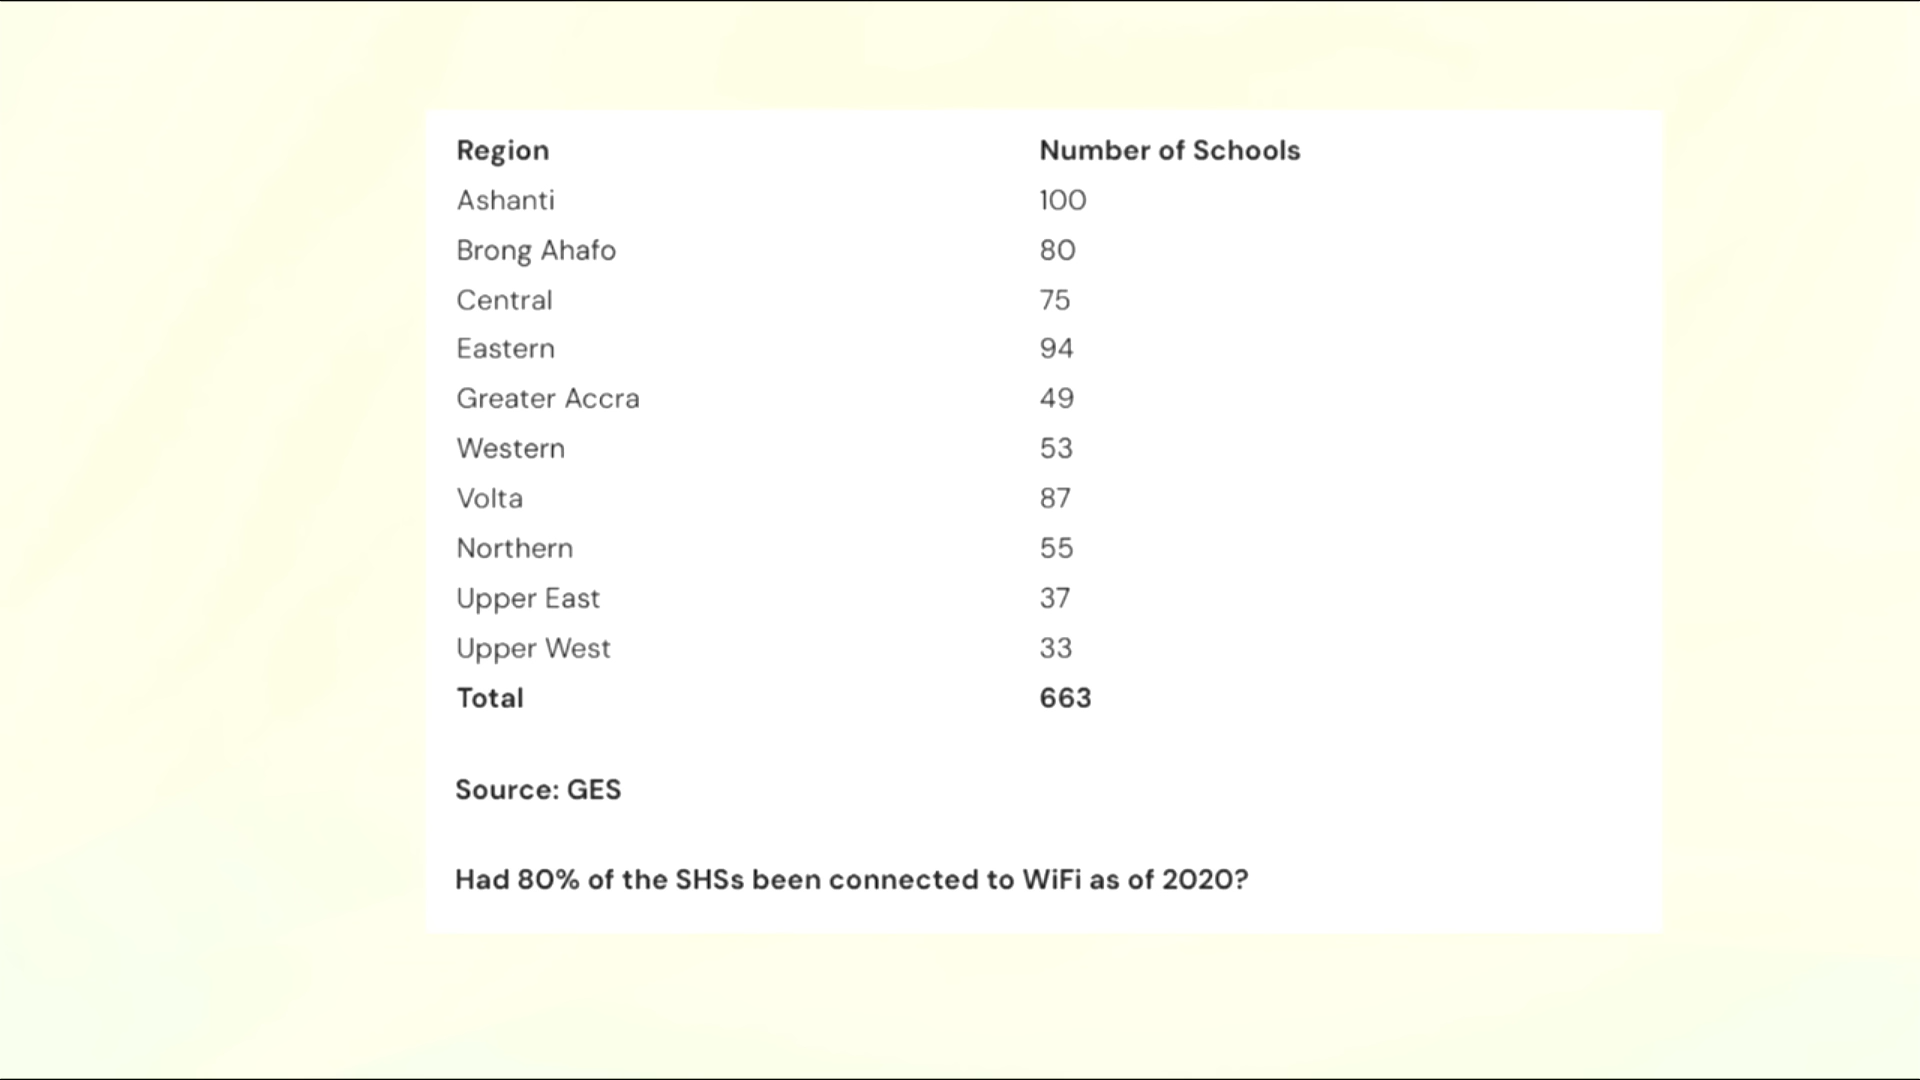 Region Number of Schools
Ashanti 100
Brong Ahafo 80
Central 75
Eastern 94
Greater Accra 49
Western 53
Volta 87
Northern 55
Upper East 37
Upper West 33
Total 663
Source: GES
Had 80% of the SHSs been connected to WiFi as of 2020?